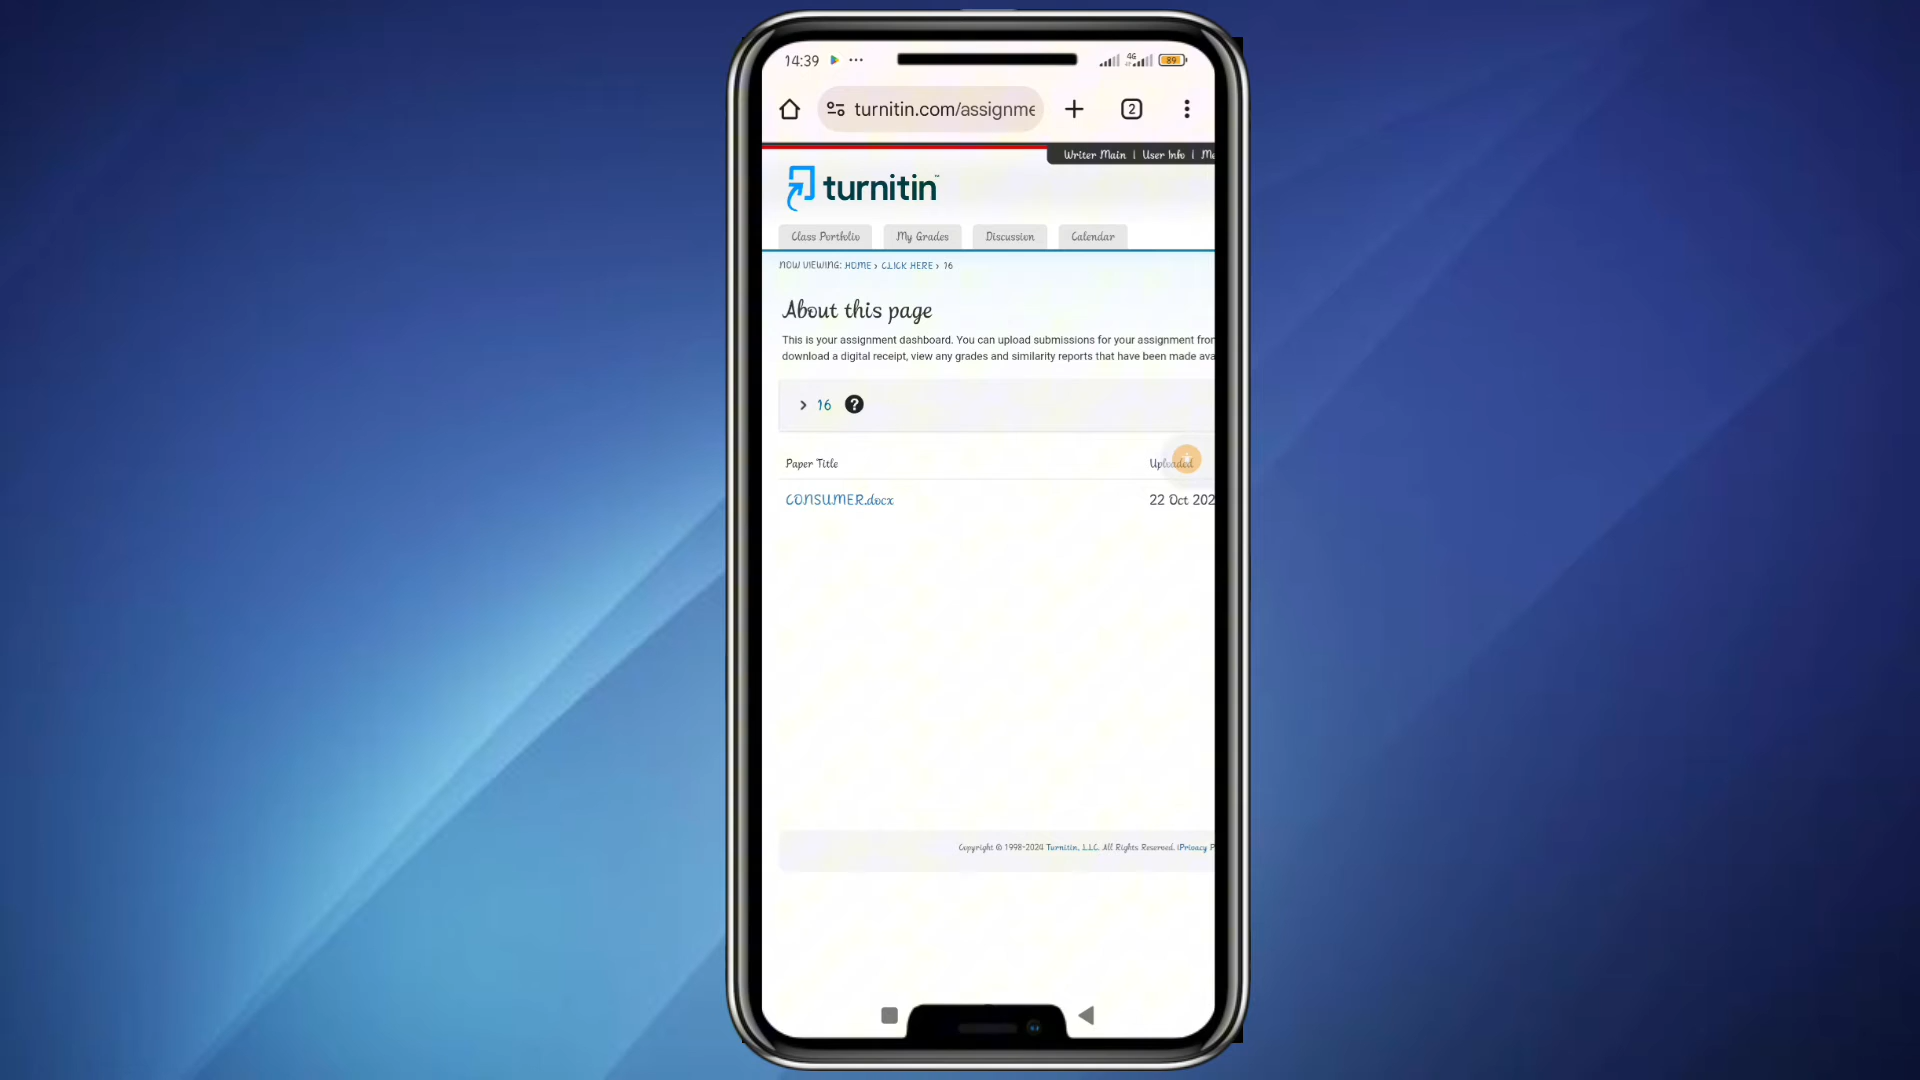 14:39
4G
89
turnitin.com/assignme
2
Writer Main | User Info | Me
turnitin
Class Portfolio
My Grades
Discussion
Calendar
NOW VIEWING: HOME › CLICK HERE › 16
About this page
This is your assignment dashboard. You can upload submissions for your assignment from
download a digital receipt, view any grades and similarity reports that have been made ava
16 ?
Paper Title
Uploaded
CONSUMER.docx
22 Oct 202
Copyright © 1998-2024 Turnitin, LLC. All Rights Reserved. |Privacy P